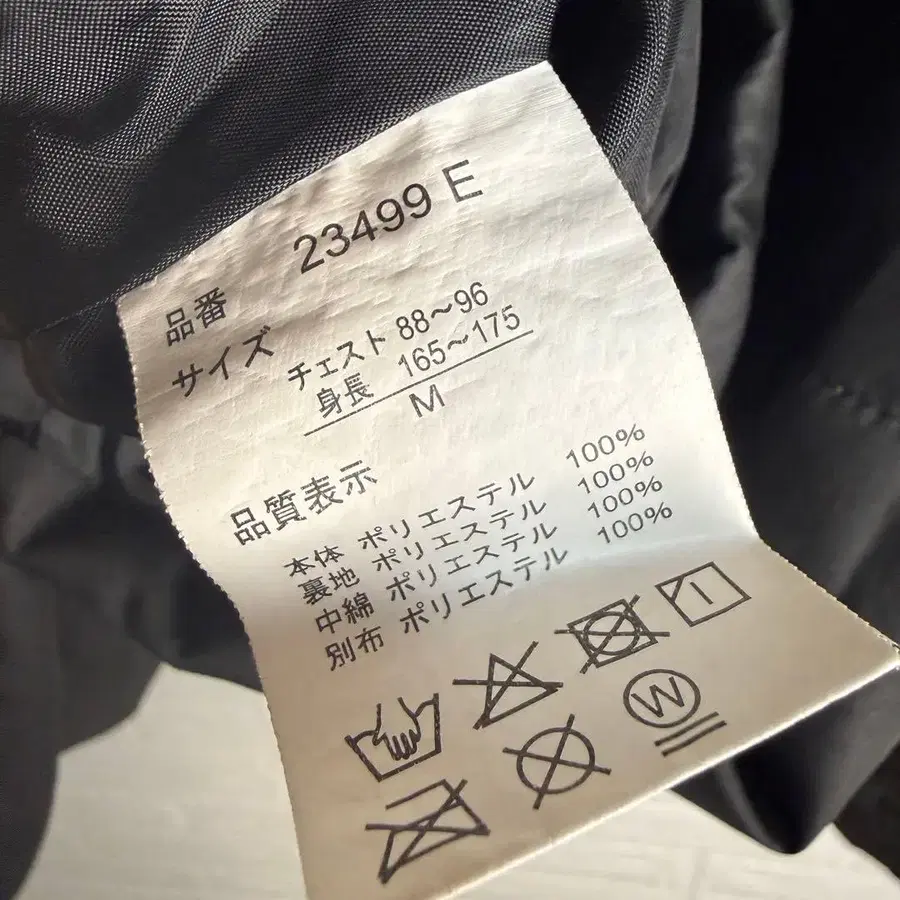 品番 23499 E
サイズ チェスト 88~96
身長 165~175
M
品質表示
本体 ポリエステル 100%
裏地 ポリエステル 100%
中綿 ポリエステル 100%
別布 ポリエステル 100%
W